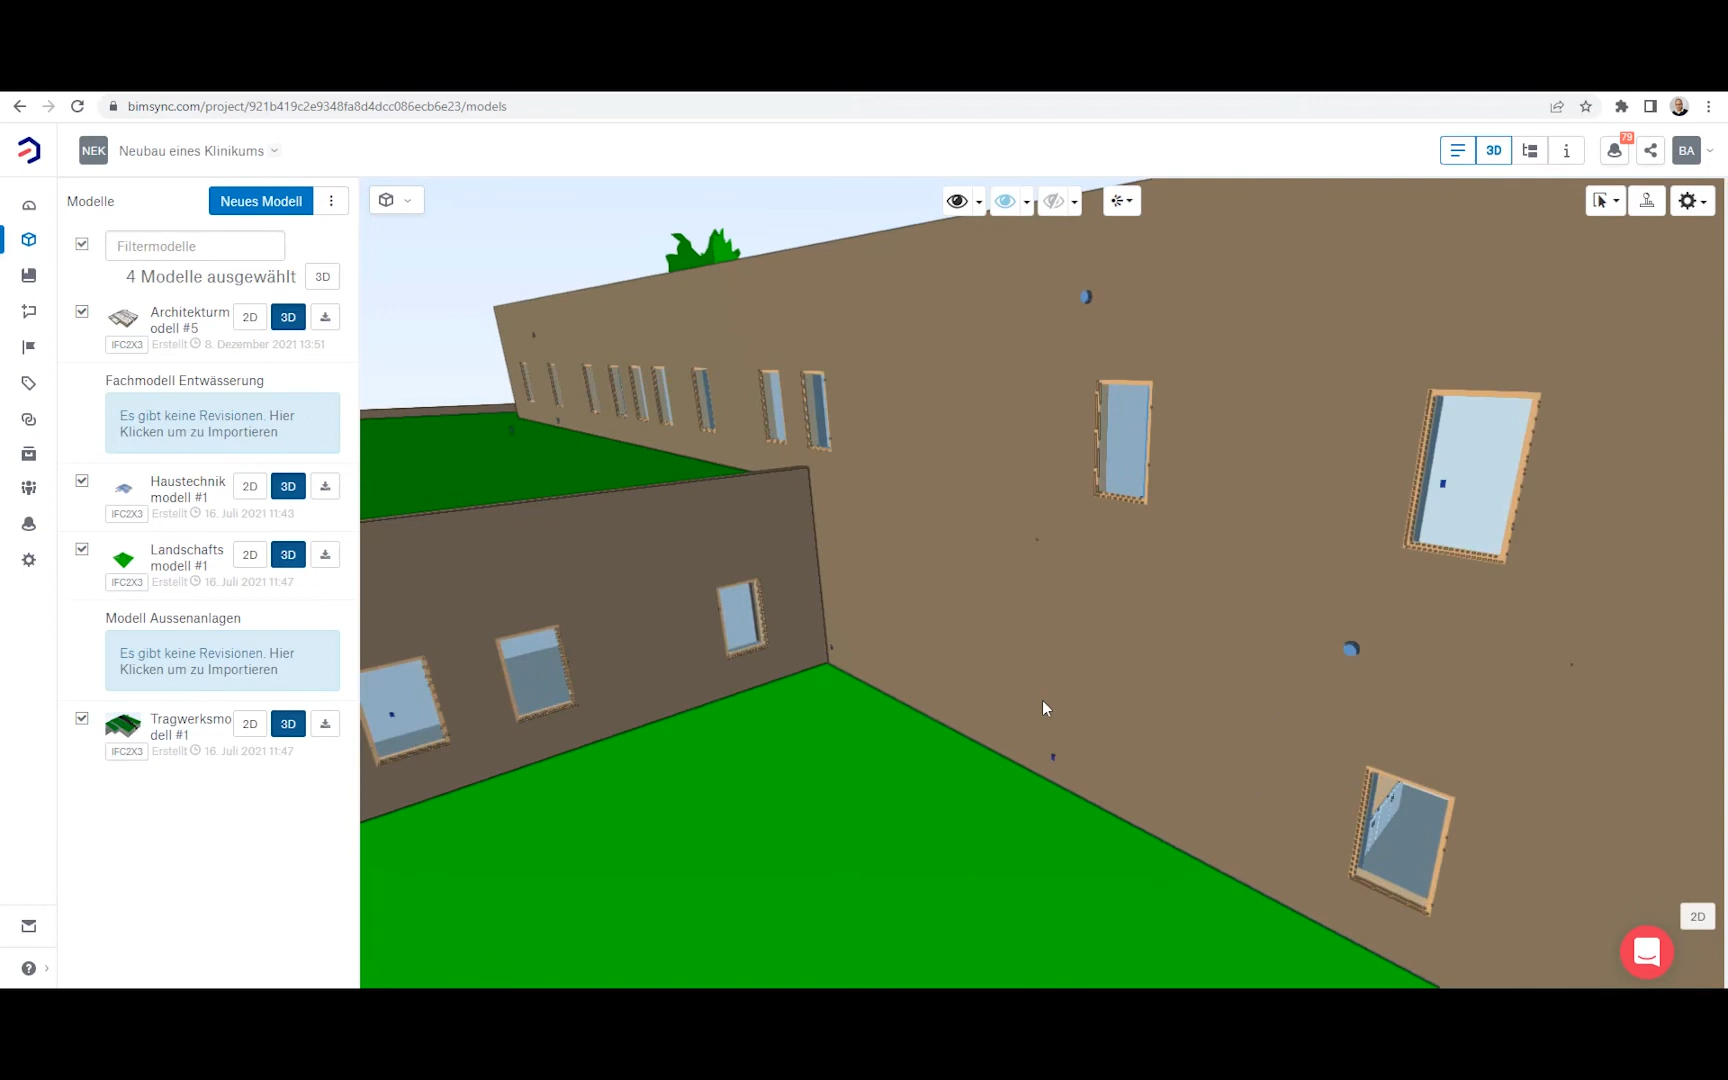 bimsync.com/project/921b419c2e9348fa8d4dcc086ecb6e23/models
NEK Neubau eines Klinikums
3D
i
79
BA
Modelle
Neues Modell
Filtermodelle
4 Modelle ausgewählt 3D
Architekturm
odell #5
2D 3D
IFC2X3 Erstellt 8. Dezember 2021 13:51
Fachmodell Entwässerung
Es gibt keine Revisionen. Hier
Klicken um zu Importieren
Haustechnik
modell #1
2D 3D
IFC2X3 Erstellt 16. Juli 2021 11:43
Landschafts
modell #1
2D 3D
IFC2X3 Erstellt 16. Juli 2021 11:47
Modell Aussenanlagen
Es gibt keine Revisionen. Hier
Klicken um zu Importieren
Tragwerksmo
dell #1
2D 3D
IFC2X3 Erstellt 16. Juli 2021 11:47
2D